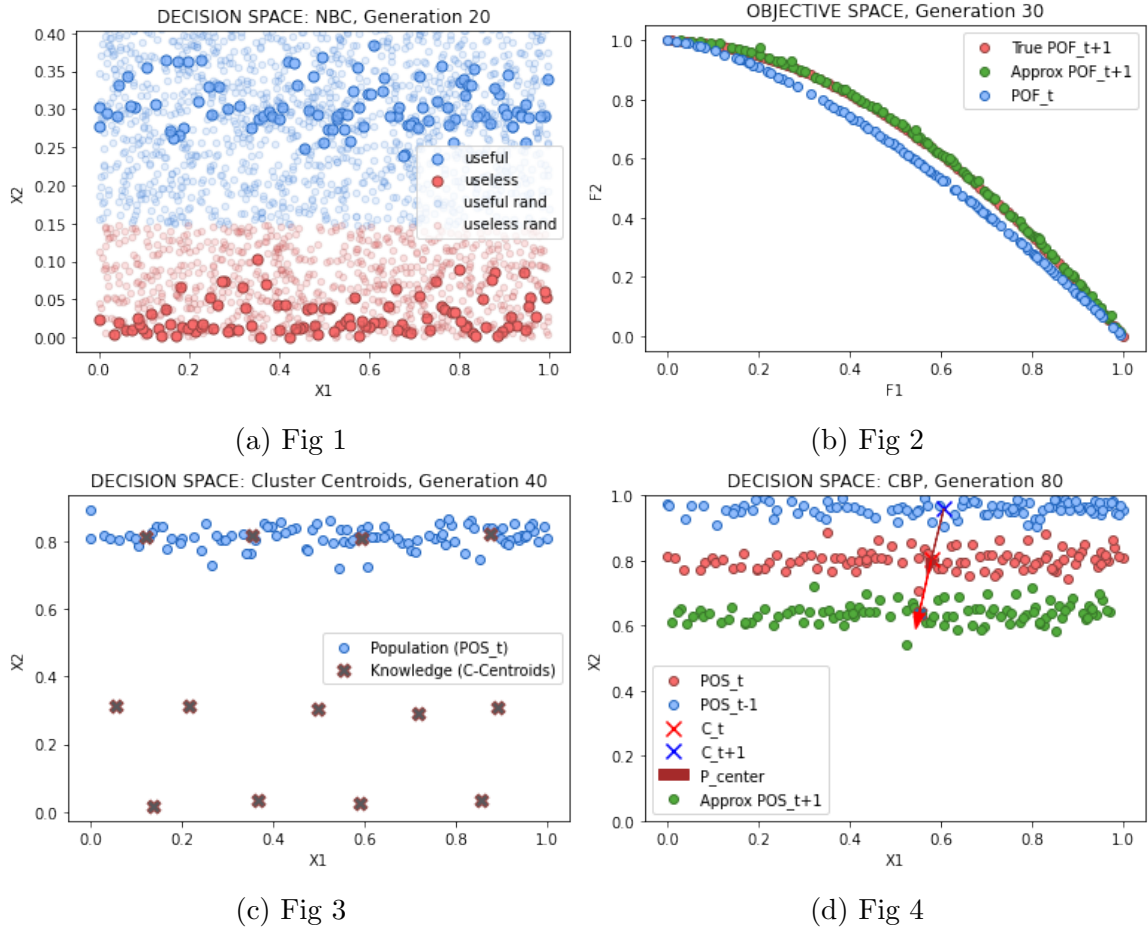 DECISION SPACE: NBC, Generation 20
0.40
0.35
0.30
0.25
0.20
0.15
0.10
0.05
0.00
X2
useful
useless
useful rand
useless rand
0.0 0.2 0.4 0.6 0.8 1.0
X1
(a) Fig 1
OBJECTIVE SPACE, Generation 30
1.0
0.8
0.6
0.4
0.2
0.0
F2
True POF_t+1
Approx POF_t+1
POF_t
0.0 0.2 0.4 0.6 0.8 1.0
F1
(b) Fig 2
DECISION SPACE: Cluster Centroids, Generation 40
0.8
0.6
0.4
0.2
0.0
X2
Population (POS_t)
Knowledge (C-Centroids)
0.0 0.2 0.4 0.6 0.8 1.0
X1
(c) Fig 3
DECISION SPACE: CBP, Generation 80
1.0
0.8
0.6
0.4
0.2
0.0
X2
POS_t
POS_t-1
C_t
C_t+1
P_center
Approx POS_t+1
0.0 0.2 0.4 0.6 0.8 1.0
X1
(d) Fig 4